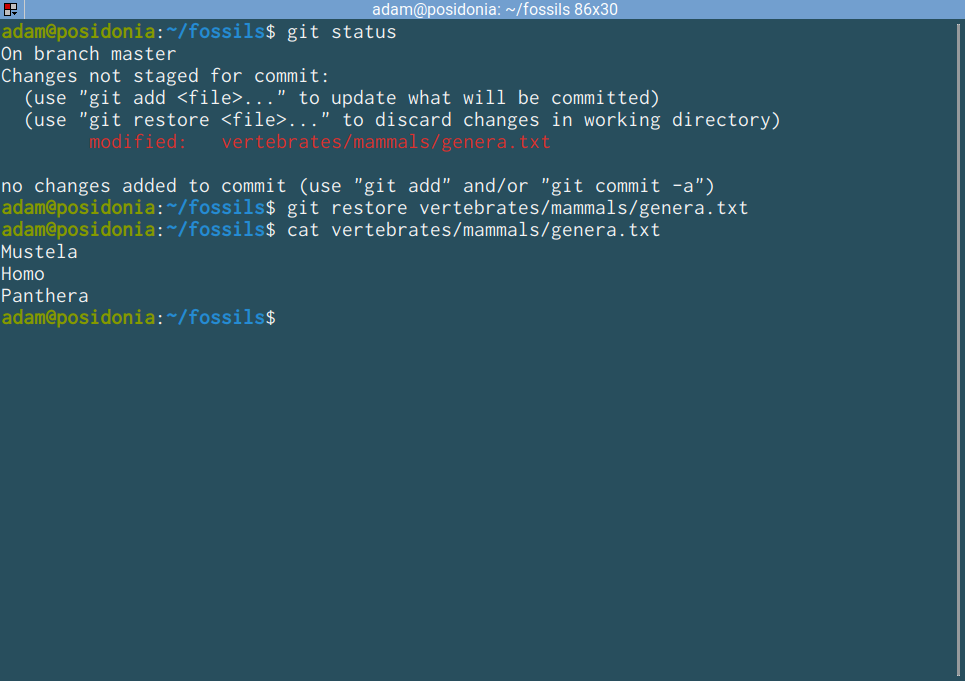 adam@posidonia: ~/fossils 86x30
adam@posidonia:~/fossils$ git status
On branch master
Changes not staged for commit:
  (use "git add <file>..." to update what will be committed)
  (use "git restore <file>..." to discard changes in working directory)
        modified:   vertebrates/mammals/genera.txt

no changes added to commit (use "git add" and/or "git commit -a")
adam@posidonia:~/fossils$ git restore vertebrates/mammals/genera.txt
adam@posidonia:~/fossils$ cat vertebrates/mammals/genera.txt
Mustela
Homo
Panthera
adam@posidonia:~/fossils$